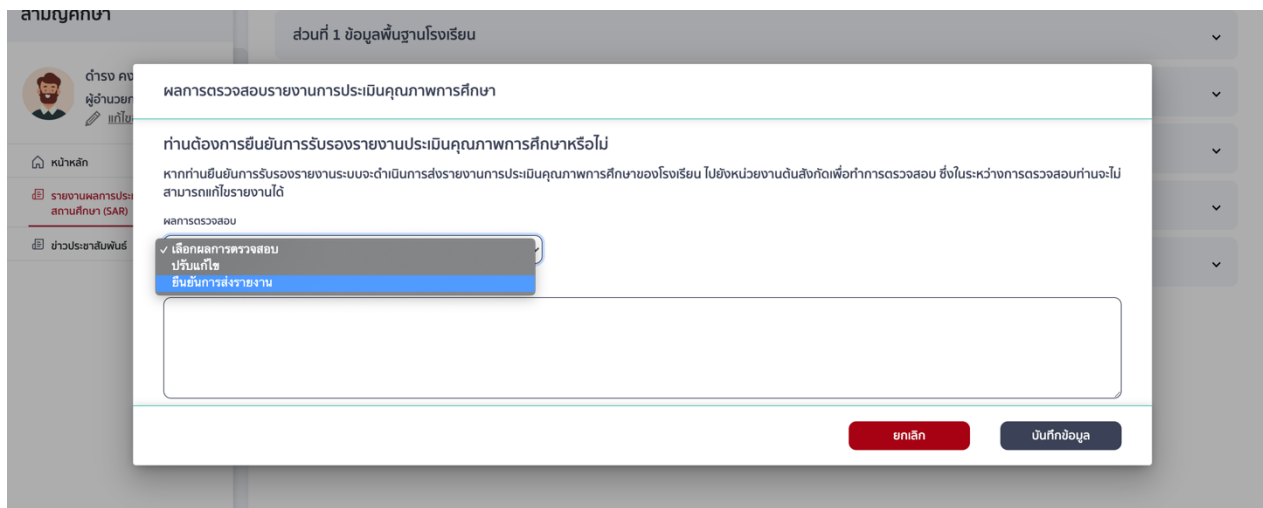 สามัญศึกษา
ส่วนที่ 1 ข้อมูลพื้นฐานโรงเรียน
ดำรง
ผู้อำนวยก
แก้ไข
หน้าหลัก
รายงานผลการประเ
สถานศึกษา (SAR)
ข่าวประชาสัมพันธ์
ผลการตรวจสอบรายงานการประเมินคุณภาพการศึกษา
ท่านต้องการยืนยันการรับรองรายงานประเมินคุณภาพการศึกษาหรือไม่
หากท่านยืนยันการรับรองรายงานระบบจะดำเนินการส่งรายงานการประเมินคุณภาพการศึกษาของโรงเรียน ไปยังหน่วยงานต้นสังกัดเพื่อทำการตรวจสอบ ซึ่งในระหว่างการตรวจสอบท่านจะไม่
สามารถแก้ไขรายงานได้
ผลการตรวจสอบ
เลือกผลการตรวจสอบ
ปรับแก้ไข
ยืนยันการส่งรายงาน
ยกเลิก
บันทึกข้อมูล